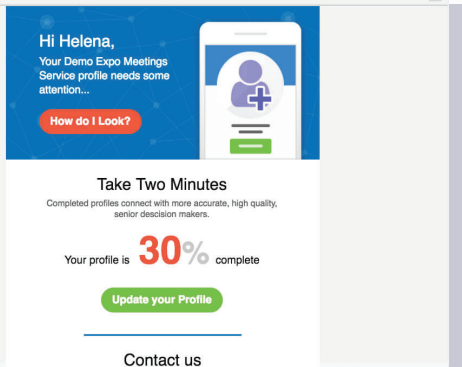 Hi Helena,
Your Demo Expo Meetings
Service profile needs some
attention...
How do I Look?
Take Two Minutes
Completed profiles connect with more accurate, high quality,
senior descision makers.
Your profile is 30% complete
Update your Profile
Contact us